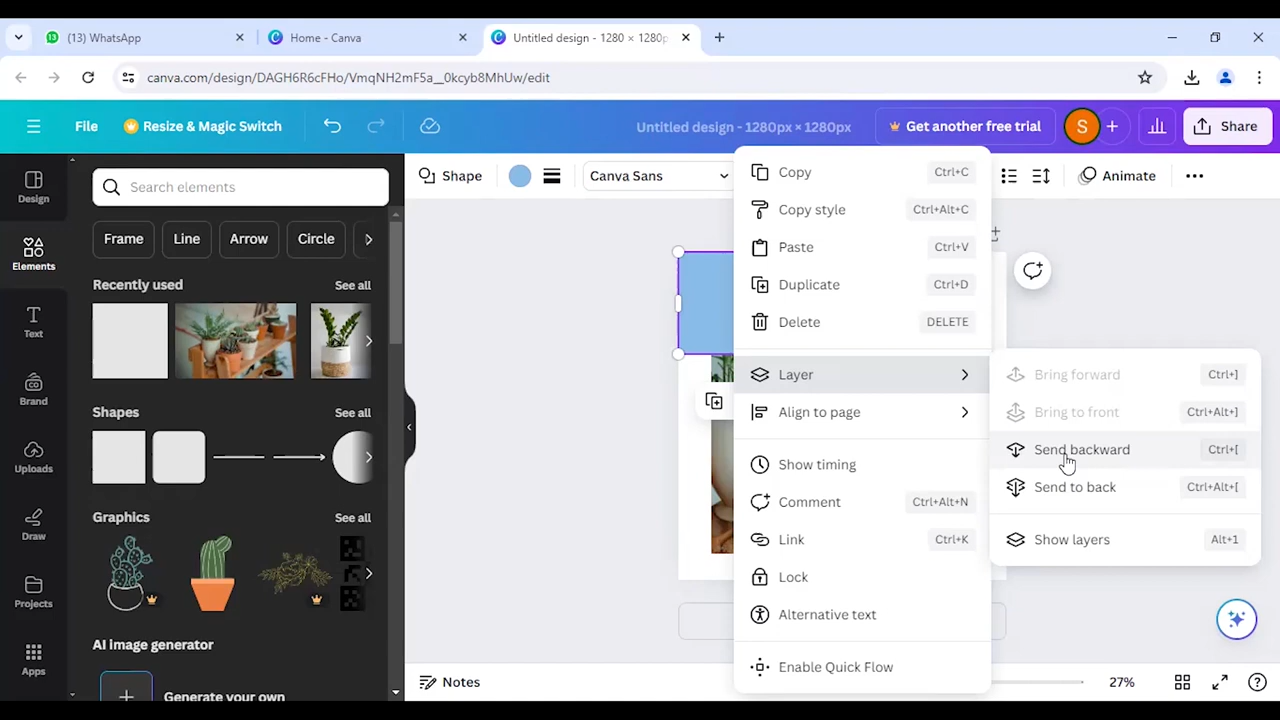 (13) WhatsApp
Home - Canva
Untitled design - 1280 × 1280p
canva.com/design/DAGH6R6cFHo/VmqNH2mF5a__0kcyb8MhUw/edit
File
Resize & Magic Switch
Untitled design - 1280px × 1280px
Get another free trial
S
Share
Design
Elements
Text
Brand
Uploads
Draw
Projects
Apps
Search elements
Frame
Line
Arrow
Circle
Recently used
See all
Shapes
See all
Graphics
See all
AI image generator
Generate your own
Shape
Canva Sans
Animate
Copy Ctrl+C
Copy style Ctrl+Alt+C
Paste Ctrl+V
Duplicate Ctrl+D
Delete DELETE
Layer
Align to page
Show timing
Comment Ctrl+Alt+N
Link Ctrl+K
Lock
Alternative text
Enable Quick Flow
Bring forward Ctrl+]
Bring to front Ctrl+Alt+]
Send backward Ctrl+[
Send to back Ctrl+Alt+[
Show layers Alt+1
Notes
27%